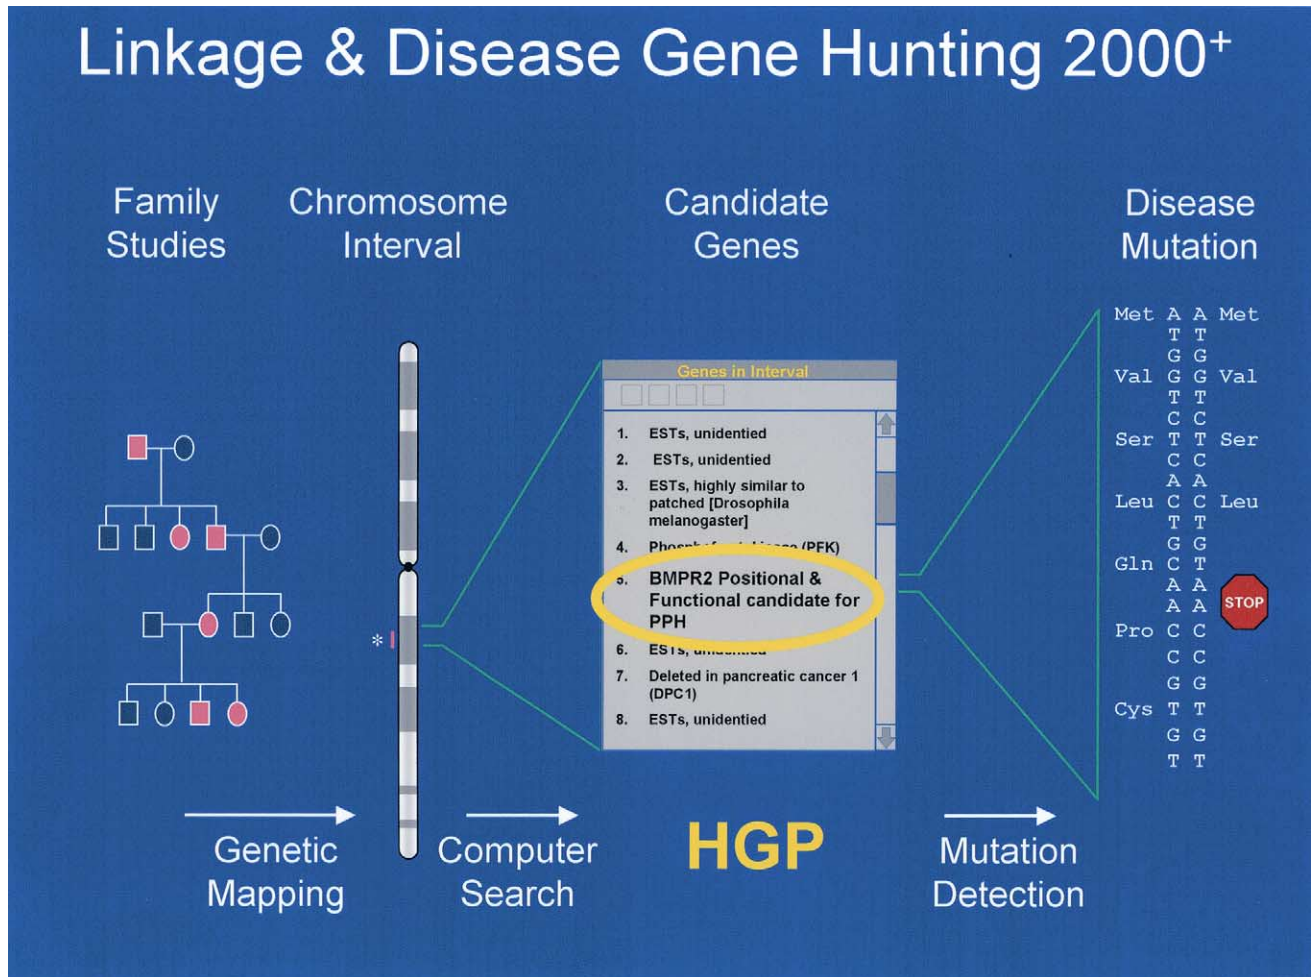 Linkage & Disease Gene Hunting 2000+
Family
Studies
Chromosome
Interval
Candidate
Genes
Disease
Mutation
*
Genes in Interval
1. ESTs, unidentied
2. ESTs, unidentied
3. ESTs, highly similar to
patched [Drosophila
melanogaster]
4. (PFK)
5. BMPR2 Positional &
Functional candidate for
PPH
6. ESTs, unidentied
7. Deleted in pancreatic cancer 1
(DPC1)
8. ESTs, unidentied
Met A A Met
T T
G G
Val G G Val
T T
C C
Ser T T Ser
C C
A A
Leu C C Leu
T T
G G
Gln C T
A A
A A STOP
Pro C C
C C
G G
Cys T T
G G
T T
Genetic
Mapping
Computer
Search
HGP
Mutation
Detection